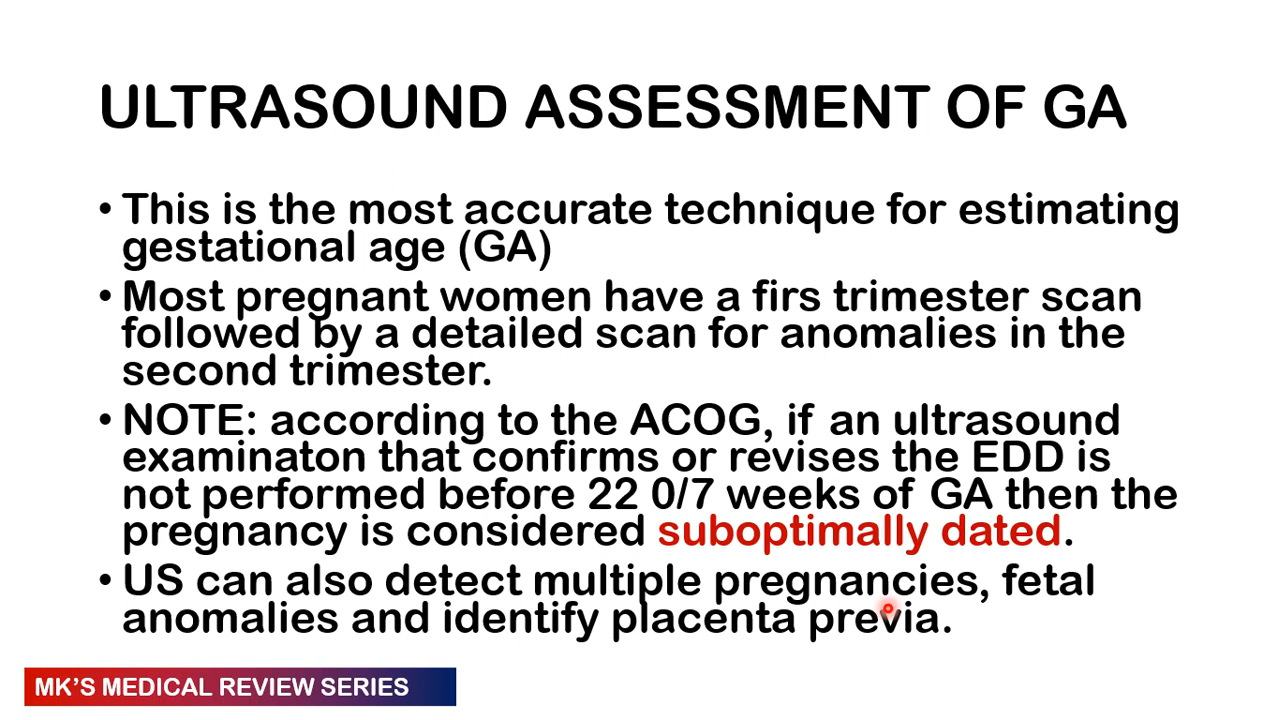 ULTRASOUND ASSESSMENT OF GA
• This is the most accurate technique for estimating
gestational age (GA)
• Most pregnant women have a firs trimester scan
followed by a detailed scan for anomalies in the
second trimester.
• NOTE: according to the ACOG, if an ultrasound
examinaton that confirms or revises the EDD is
not performed before 22 0/7 weeks of GA then the
pregnancy is considered suboptimally dated.
• US can also detect multiple pregnancies, fetal
anomalies and identify placenta previa.
MK'S MEDICAL REVIEW SERIES